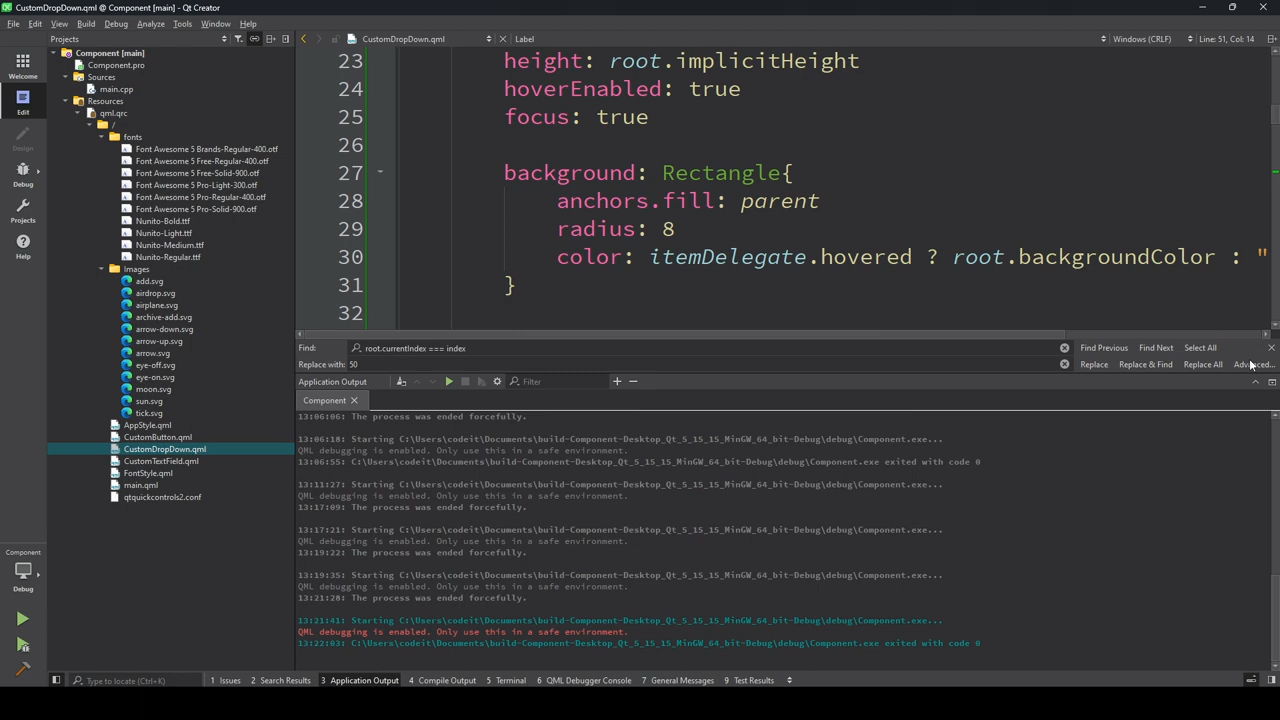 CustomDropDown.qml @ Component [main] - Qt Creator
File Edit View Build Debug Analyze Tools Window Help
Projects
CustomDropDown.qml
Label
Windows (CRLF)
Line: 51, Col: 14
Welcome
Edit
Design
Debug
Projects
Help
Component [main]
Component.pro
Sources
main.cpp
Resources
qml.qrc
/
fonts
Font Awesome 5 Brands-Regular-400.otf
Font Awesome 5 Free-Regular-400.otf
Font Awesome 5 Free-Solid-900.otf
Font Awesome 5 Pro-Light-300.otf
Font Awesome 5 Pro-Regular-400.otf
Font Awesome 5 Pro-Solid-900.otf
Nunito-Bold.ttf
Nunito-Light.ttf
Nunito-Medium.ttf
Nunito-Regular.ttf
Images
add.svg
airdrop.svg
airplane.svg
archive-add.svg
arrow-down.svg
arrow-up.svg
arrow.svg
eye-off.svg
eye-on.svg
moon.svg
sun.svg
tick.svg
AppStyle.qml
CustomButton.qml
CustomDropDown.qml
CustomTextField.qml
FontStyle.qml
main.qml
qtquickcontrols2.conf
23 height: root.implicitHeight
24 hoverEnabled: true
25 focus: true
26
27 background: Rectangle{
28 anchors.fill: parent
29 radius: 8
30 color: itemDelegate.hovered ? root.backgroundColor : "
31 }
32
Find: root.currentIndex === index Find Previous Find Next Select All
Replace with: 50 Replace Replace & Find Replace All Advanced...
Application Output Filter
Component
13:06:06: The process was ended forcefully.
13:06:18: Starting C:\Users\codeit\Documents\build-Component-Desktop_Qt_5_15_15_MinGW_64_bit-Debug\debug\Component.exe...
QML debugging is enabled. Only use this in a safe environment.
13:06:55: C:\Users\codeit\Documents\build-Component-Desktop_Qt_5_15_15_MinGW_64_bit-Debug\debug\Component.exe exited with code 0
13:11:27: Starting C:\Users\codeit\Documents\build-Component-Desktop_Qt_5_15_15_MinGW_64_bit-Debug\debug\Component.exe...
QML debugging is enabled. Only use this in a safe environment.
13:17:09: The process was ended forcefully.
13:17:21: Starting C:\Users\codeit\Documents\build-Component-Desktop_Qt_5_15_15_MinGW_64_bit-Debug\debug\Component.exe...
QML debugging is enabled. Only use this in a safe environment.
13:19:22: The process was ended forcefully.
13:19:35: Starting C:\Users\codeit\Documents\build-Component-Desktop_Qt_5_15_15_MinGW_64_bit-Debug\debug\Component.exe...
QML debugging is enabled. Only use this in a safe environment.
13:21:28: The process was ended forcefully.
13:21:41: Starting C:\Users\codeit\Documents\build-Component-Desktop_Qt_5_15_15_MinGW_64_bit-Debug\debug\Component.exe...
QML debugging is enabled. Only use this in a safe environment.
13:22:03: C:\Users\codeit\Documents\build-Component-Desktop_Qt_5_15_15_MinGW_64_bit-Debug\debug\Component.exe exited with code 0
Component
Debug
Type to locate (Ctrl+K) 1 Issues 2 Search Results 3 Application Output 4 Compile Output 5 Terminal 6 QML Debugger Console 7 General Messages 9 Test Results